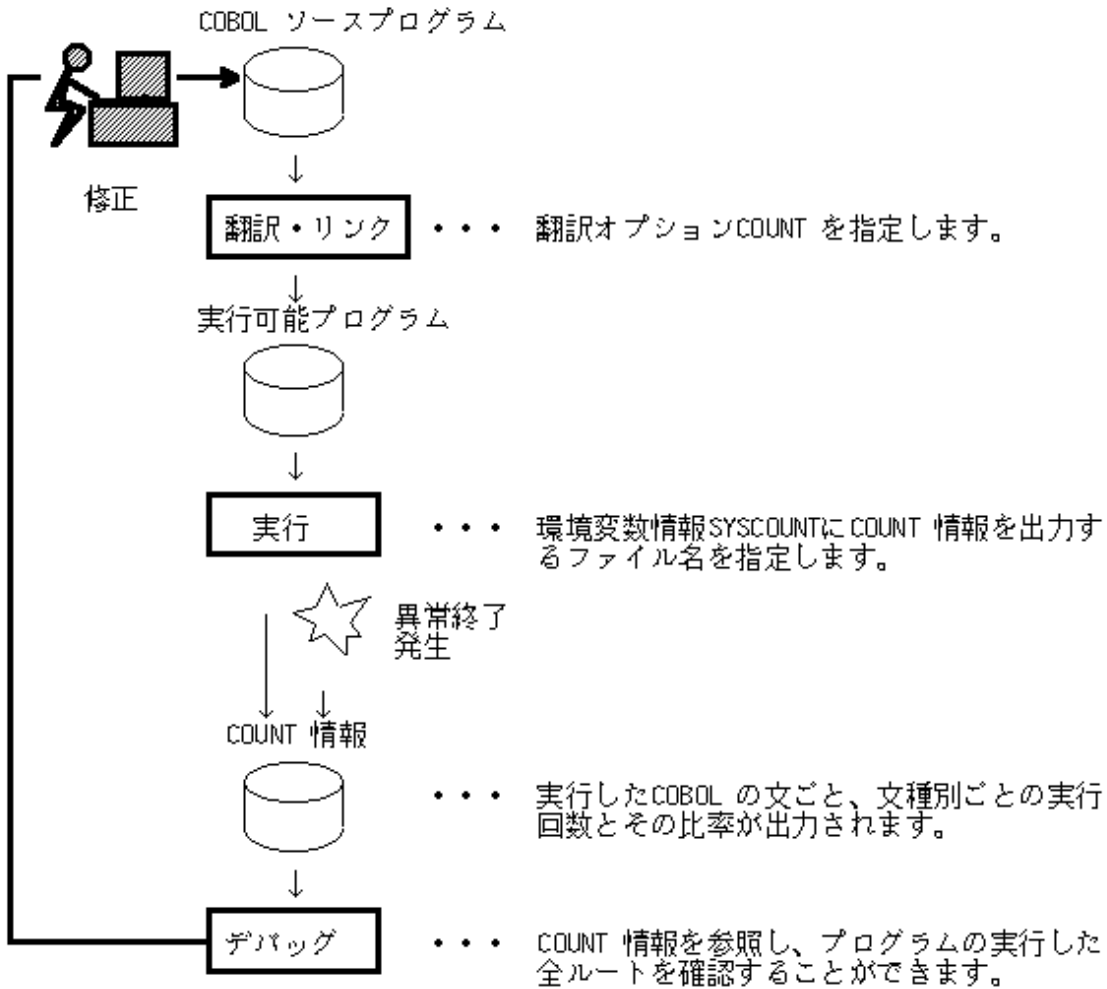 COBOL ソースプログラム
修正
翻訳・リンク ・・・ 翻訳オプションCOUNT を指定します。
実行可能プログラム
実行 ・・・ 環境変数情報SYSCOUNTにCOUNT 情報を出力す
るファイル名を指定します。
異常終了
発生
COUNT 情報
・・・ 実行したCOBOL の文ごと、文種別ごとの実行
回数とその比率が出力されます。
デバッグ ・・・ COUNT 情報を参照し、プログラムの実行した
全ルートを確認することができます。